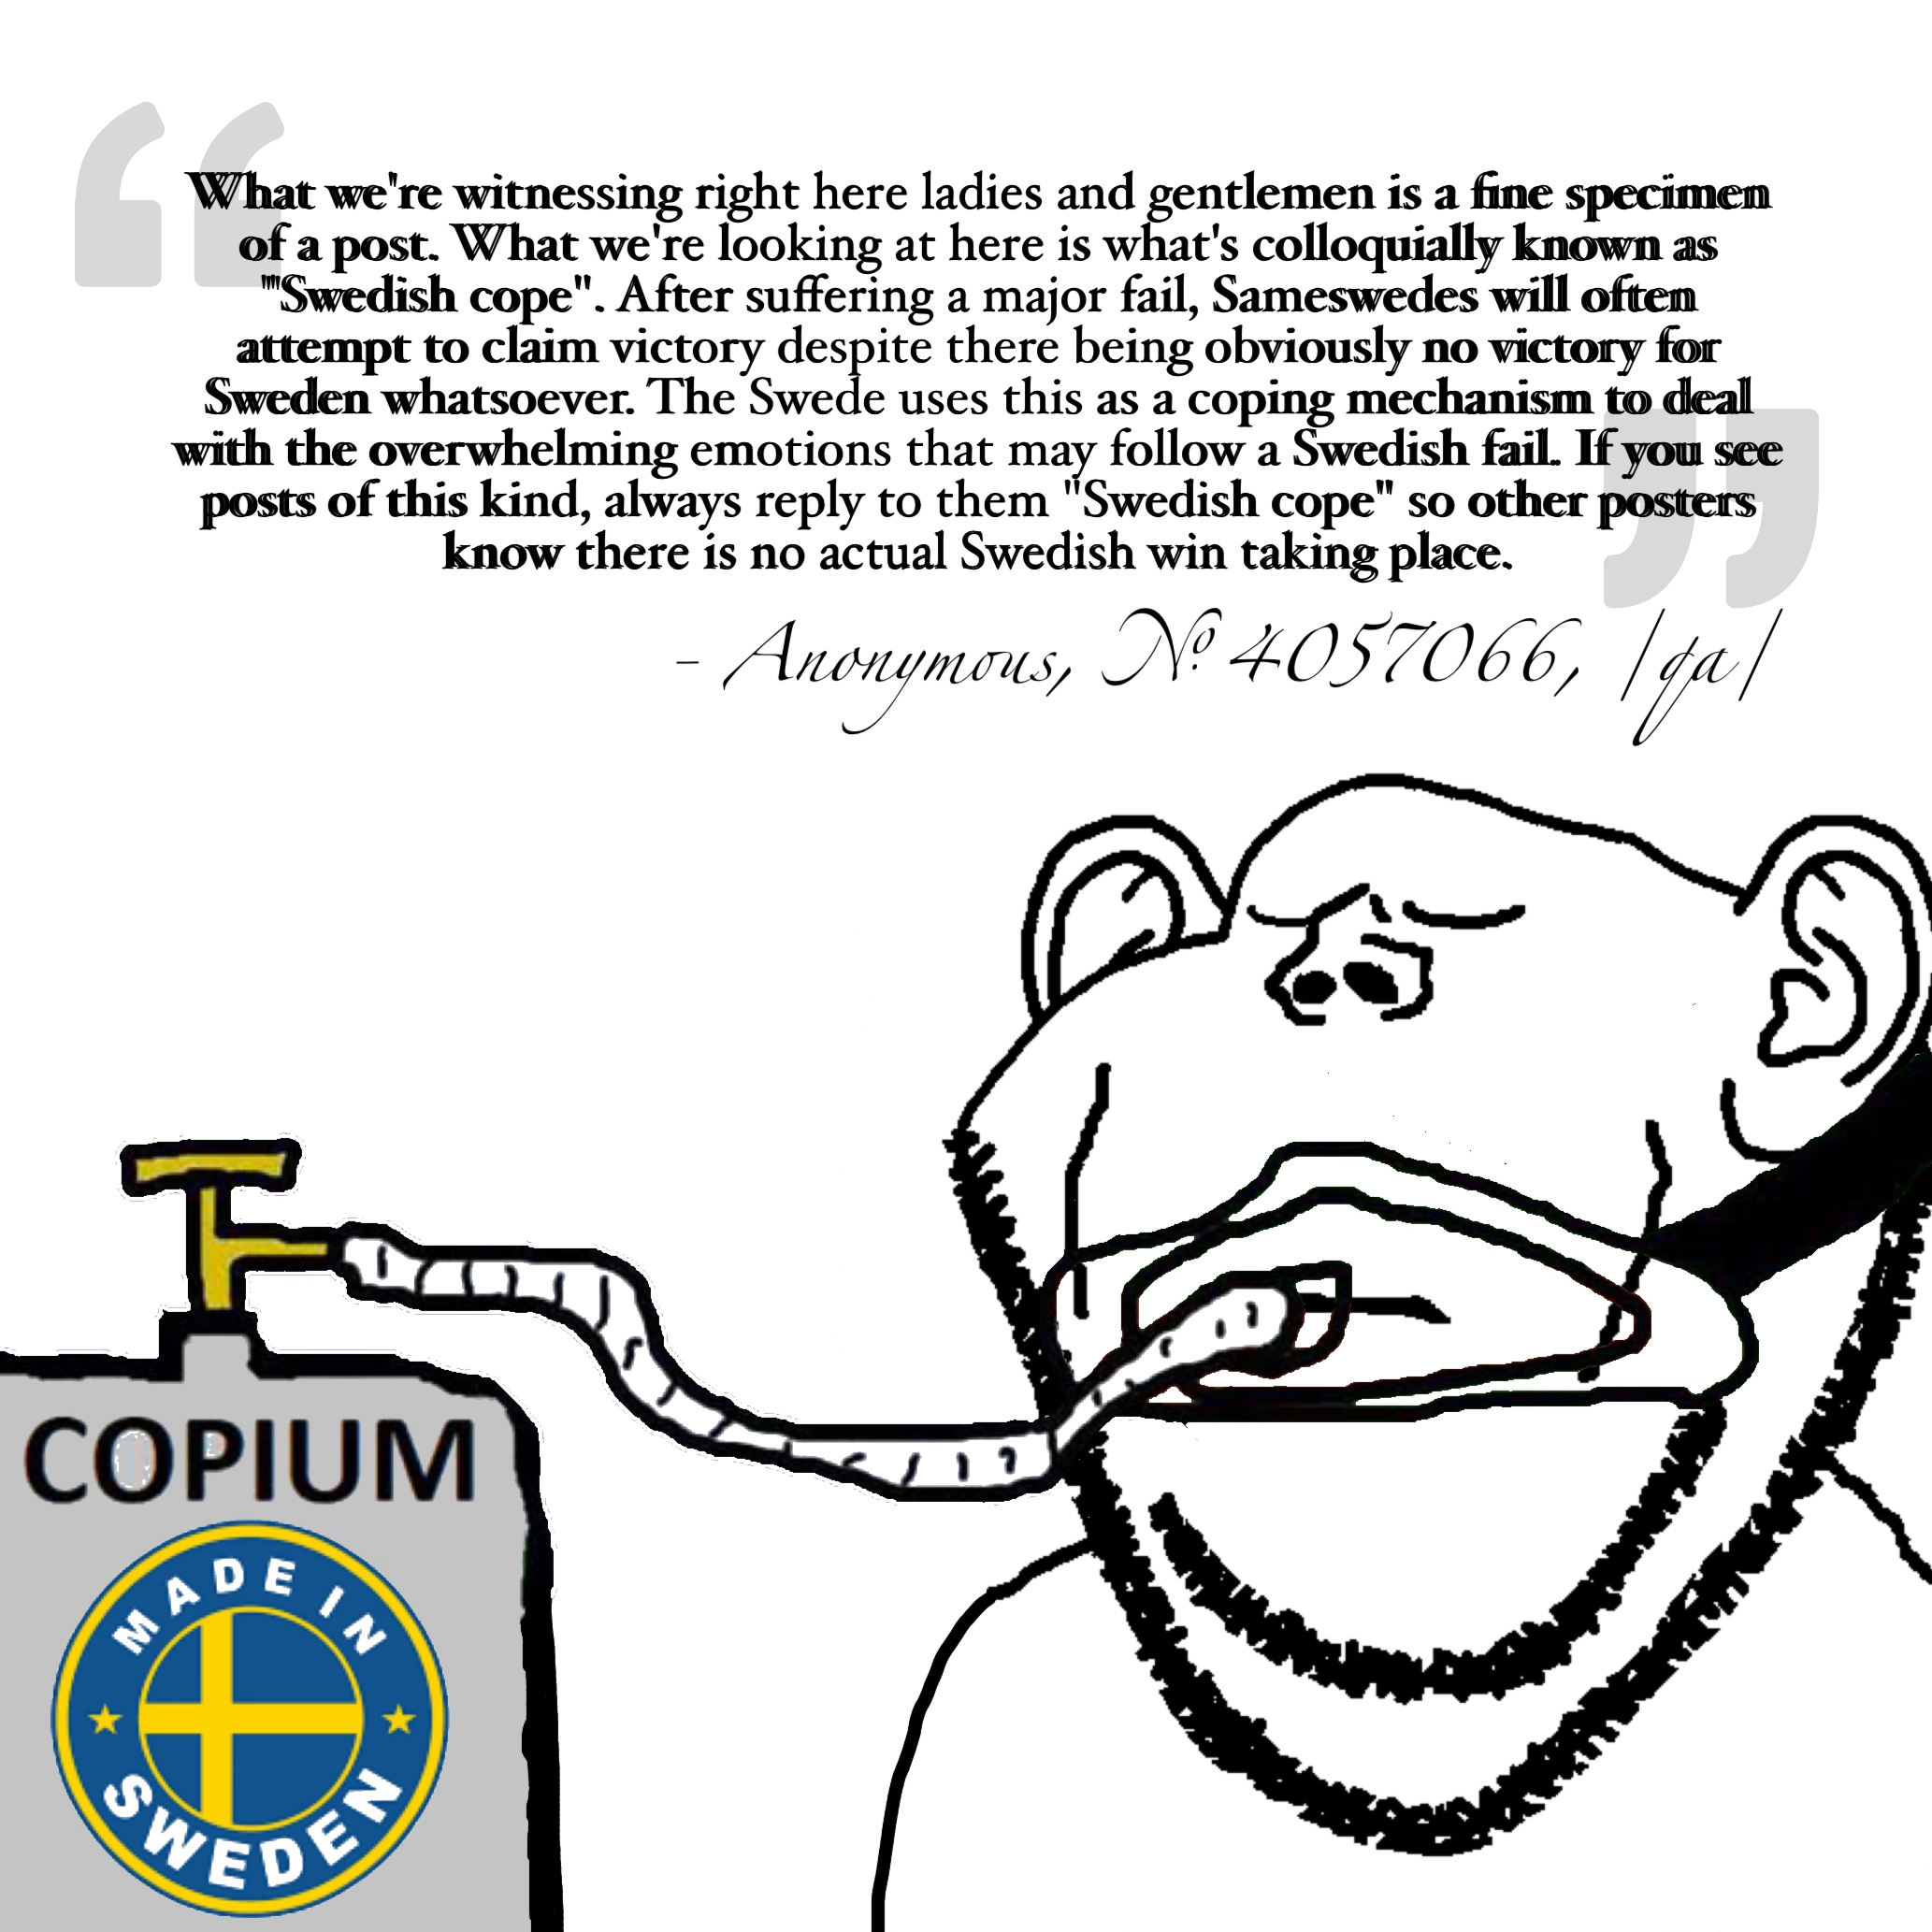 What we're witnessing right here ladies and gentlemen is a fine specimen
of a post. What we're looking at here is what's colloquially known as
"Swedish cope". After suffering a major fail, Sameswedes will often
attempt to claim victory despite there being obviously no victory for
Sweden whatsoever. The Swede uses this as a coping mechanism to deal
with the overwhelming emotions that may follow a Swedish fail. If you see
posts of this kind, always reply to them "Swedish cope" so other posters
know there is no actual Swedish win taking place.
- Anonymous, № 4057066, /qa/
COPIUM
MADE IN
SWEDEN